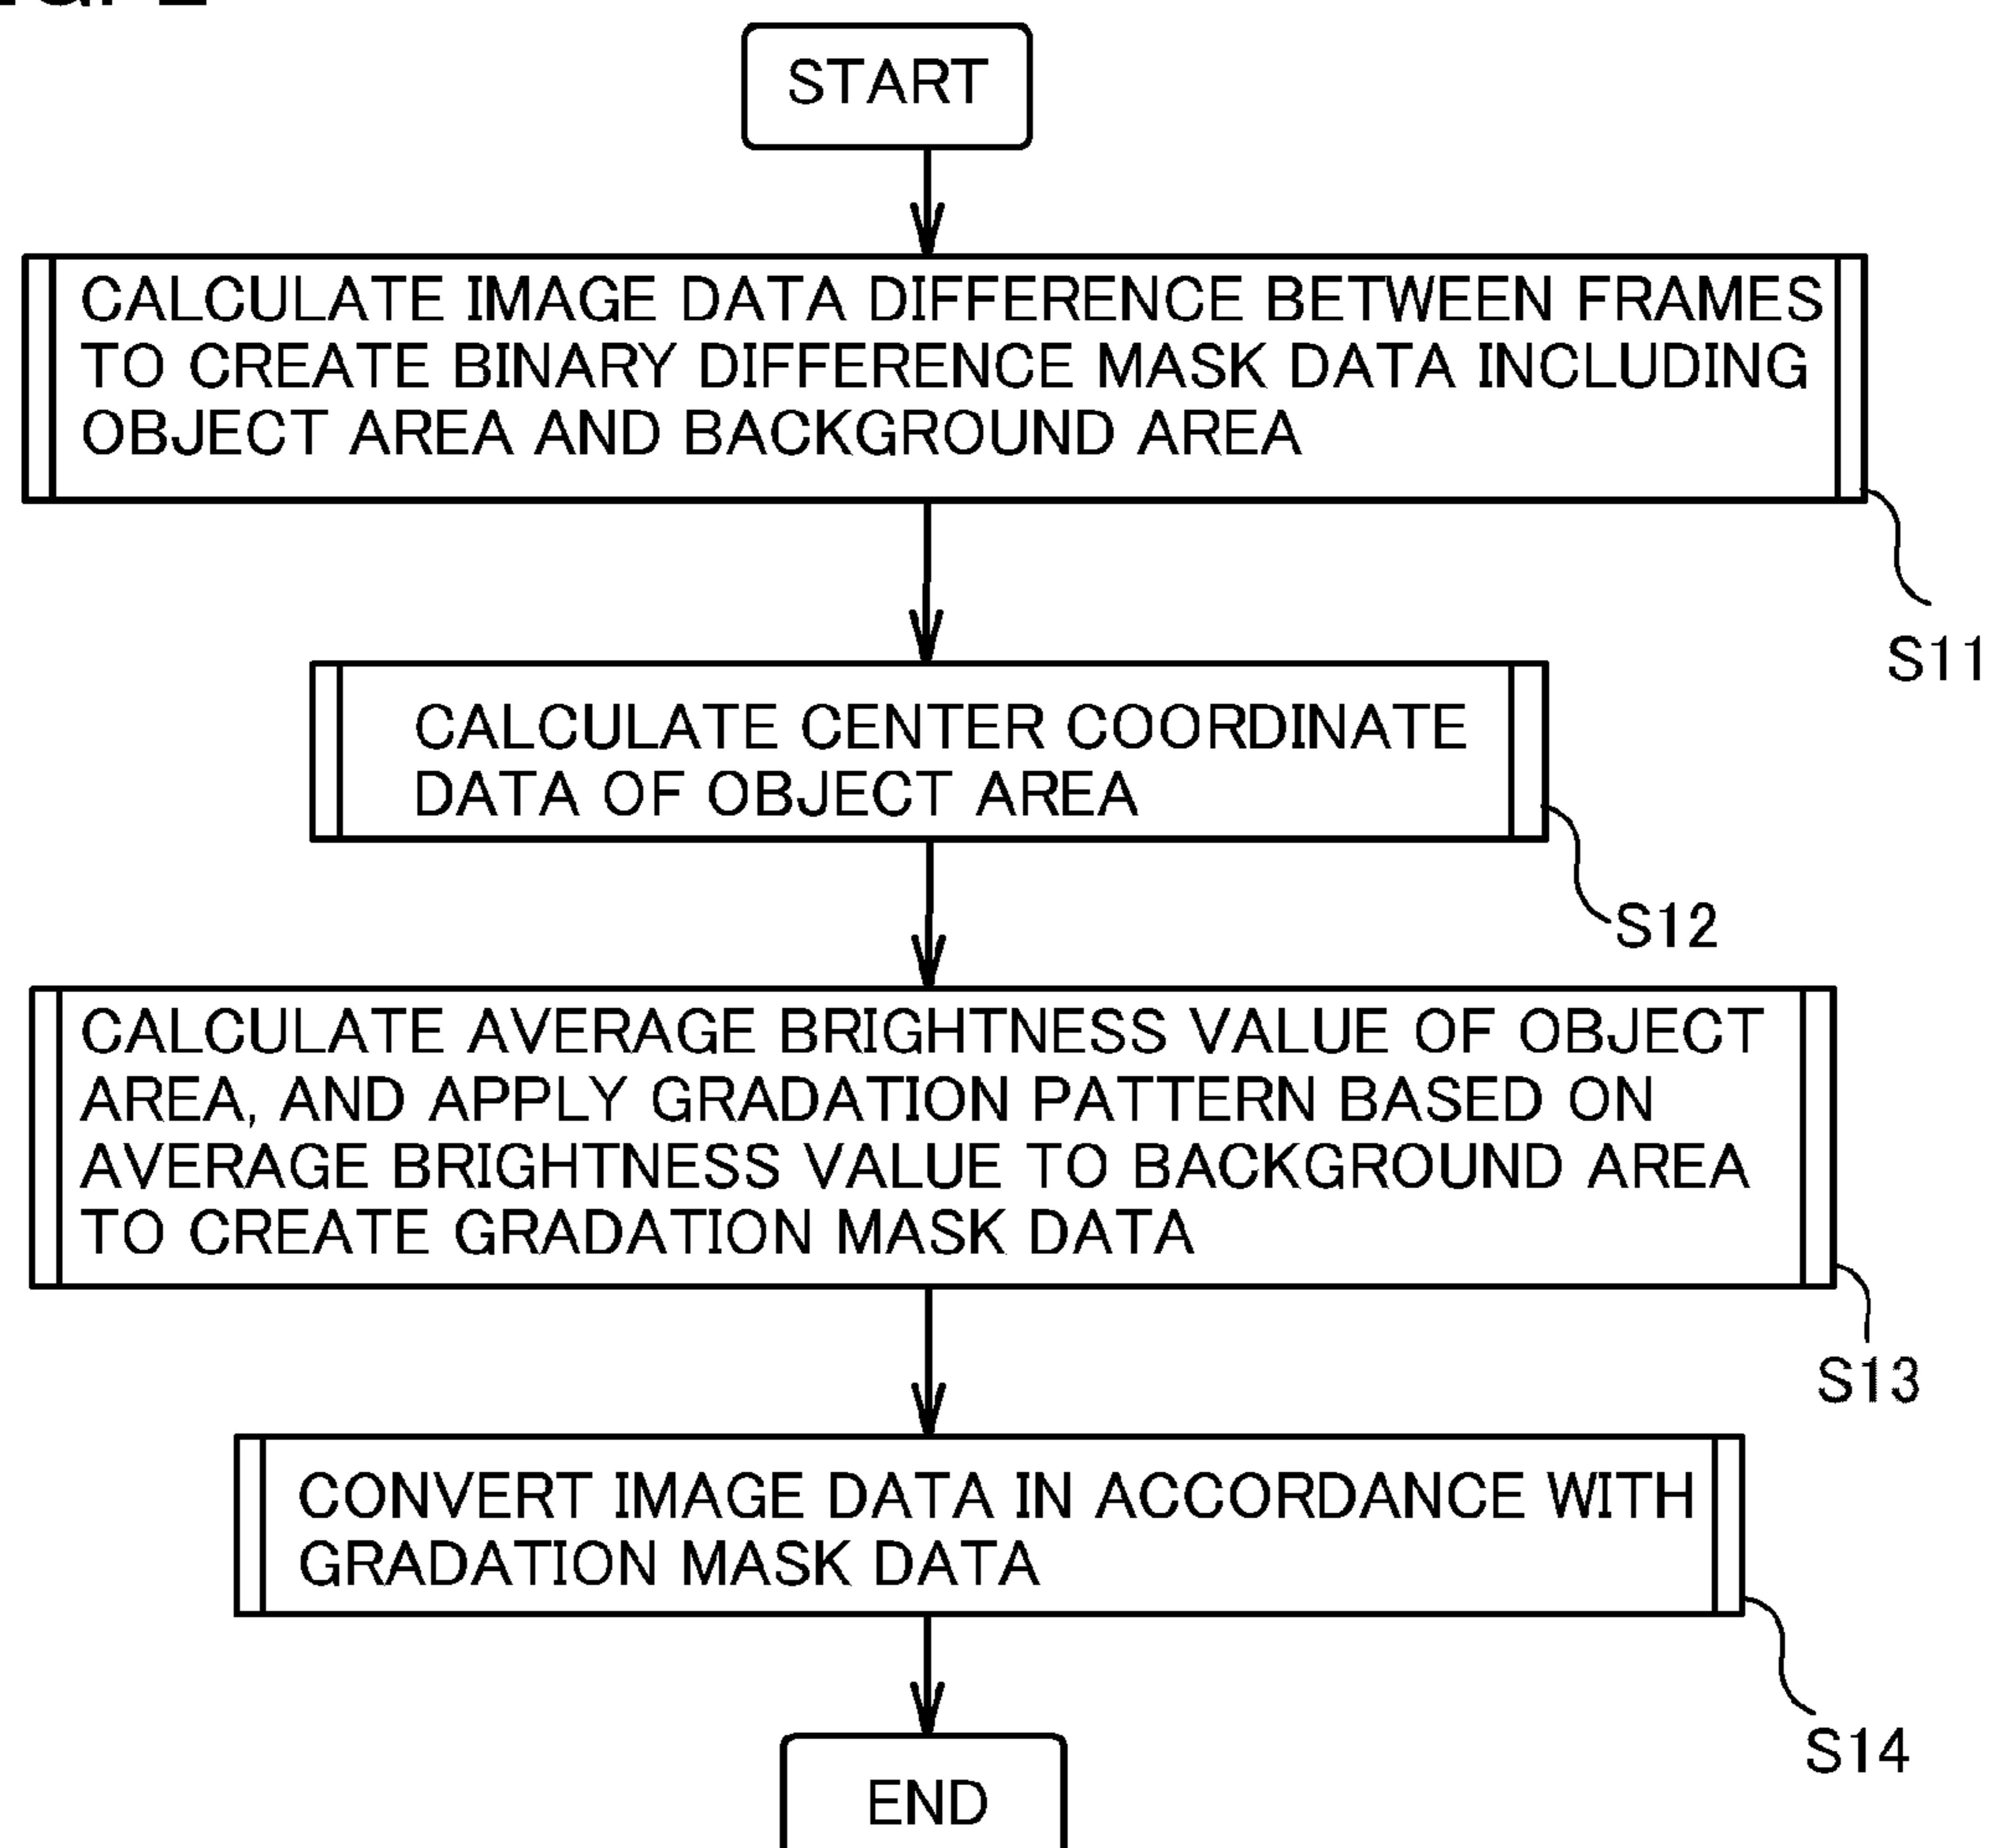 START
CALCULATE IMAGE DATA DIFFERENCE BETWEEN FRAMES
TO CREATE BINARY DIFFERENCE MASK DATA INCLUDING
OBJECT AREA AND BACKGROUND AREA
S11
CALCULATE CENTER COORDINATE
DATA OF OBJECT AREA
S12
CALCULATE AVERAGE BRIGHTNESS VALUE OF OBJECT
AREA, AND APPLY GRADATION PATTERN BASED ON
AVERAGE BRIGHTNESS VALUE TO BACKGROUND AREA
TO CREATE GRADATION MASK DATA
S13
CONVERT IMAGE DATA IN ACCORDANCE WITH
GRADATION MASK DATA
S14
END